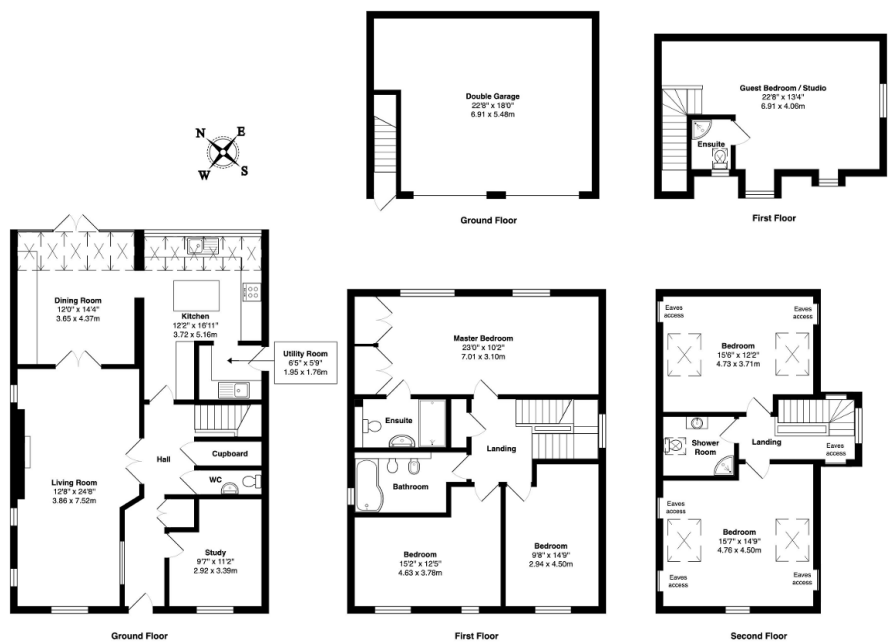 Double Garage
22'8" x 18'0"
6.91 x 5.48m
Ground Floor
Guest Bedroom / Studio
22'8" x 13'4"
6.91 x 4.06m
Ensuite
First Floor
N
E
W
S
Dining Room
12'0" x 14'4"
3.65 x 4.37m
Kitchen
12'2" x 16'11"
3.72 x 5.16m
Utility Room
6'5" x 5'9"
1.95 x 1.76m
Living Room
12'8" x 24'8"
3.86 x 7.52m
Hall
Cupboard
WC
Study
9'7" x 11'2"
2.92 x 3.39m
Ground Floor
Master Bedroom
23'0" x 10'2"
7.01 x 3.10m
Ensuite
Landing
Bathroom
Bedroom
15'2" x 12'5"
4.63 x 3.78m
Bedroom
9'8" x 14'9"
2.94 x 4.50m
First Floor
Eaves
access
Eaves
access
Bedroom
15'6" x 12'2"
4.73 x 3.71m
Shower
Room
Landing
Eaves
access
Eaves
access
Bedroom
15'7" x 14'9"
4.76 x 4.50m
Eaves
access
Eaves
access
Second Floor